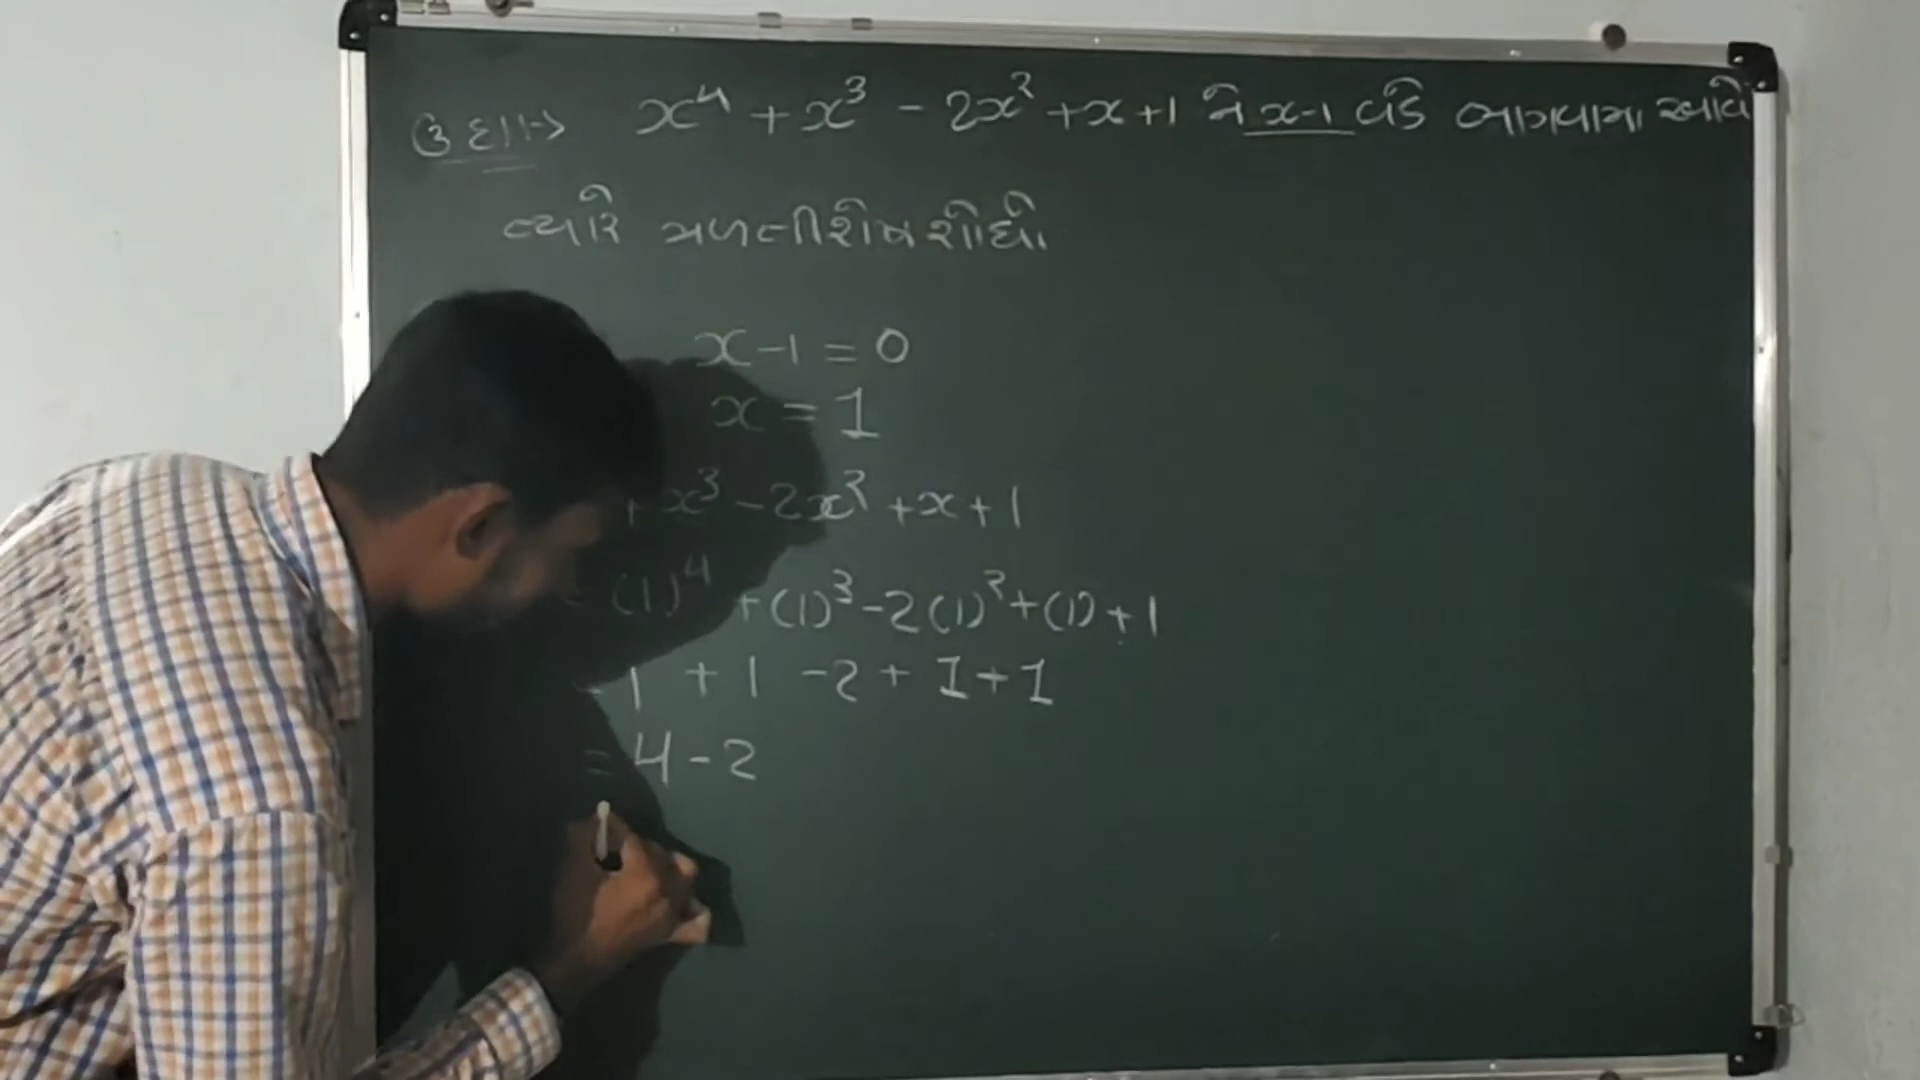 ઉદા:-> x⁴ + x³ - 2x² + x + 1 ને x-1 વડે ભાગવામાં આવે
ત્યારે મળતી શેષ શોધો.
x - 1 = 0
x = 1
+ x³ - 2x² + x + 1
= (1)⁴ + (1)³ - 2(1)² + (1) + 1
1 + 1 - 2 + 1 + 1
= 4 - 2